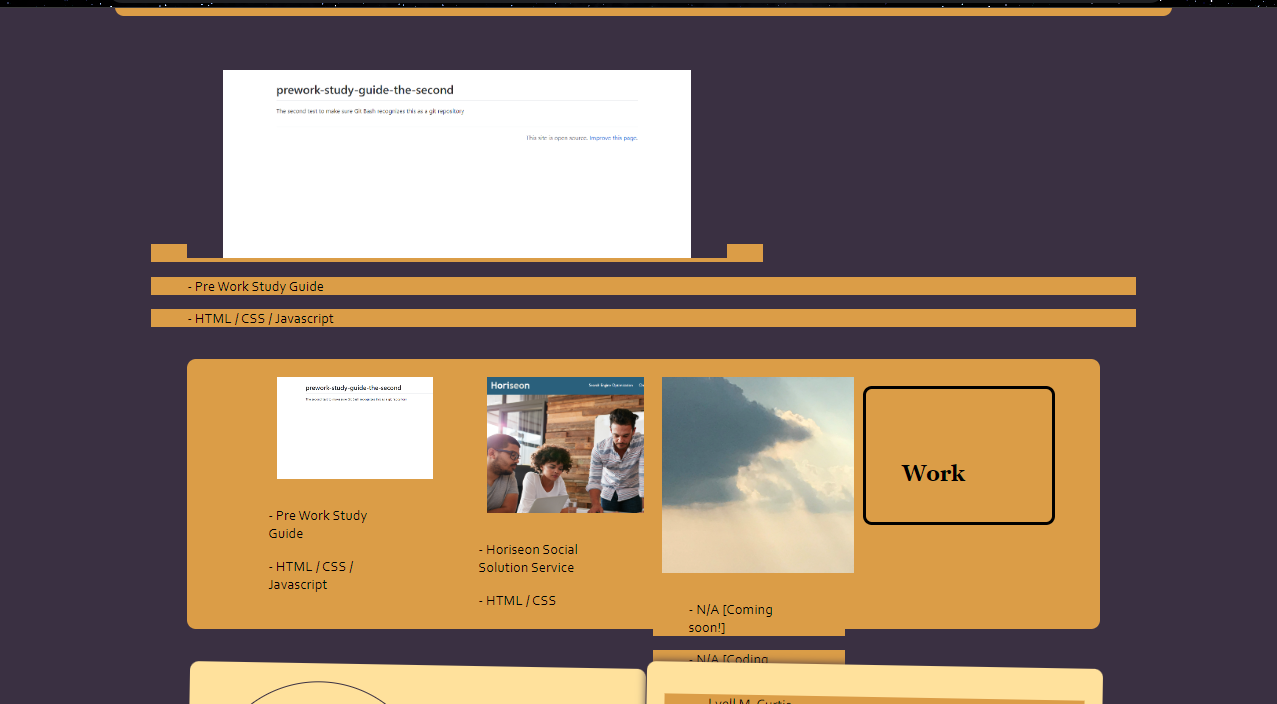 prework-study-guide-the-second
The second test to make sure Git Bash recognizes this as a git repository
This site is open source. Improve this page.
- Pre Work Study Guide
- HTML / CSS / Javascript
prework-study-guide-the-second
Horiseon
- Pre Work Study
Guide
- HTML / CSS /
Javascript
- Horiseon Social
Solution Service
- HTML / CSS
- N/A [Coming
soon!]
- N/A [Coding
Work
Lyell M. Curtis